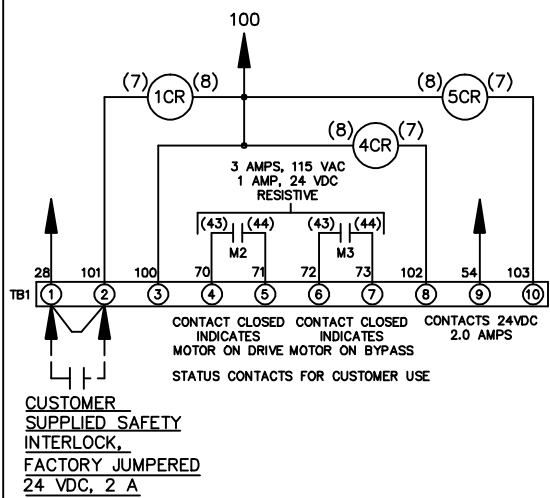 100
(7) 1CR (8)
(8) 5CR (7)
(8) 4CR (7)
3 AMPS, 115 VAC
1 AMP, 24 VDC
RESISTIVE
(43) (44) (43) (44)
M2 M3
28 101 100 70 71 72 73 102 54 103
TB1 1 2 3 4 5 6 7 8 9 10
CONTACT CLOSED CONTACT CLOSED CONTACTS 24VDC
INDICATES INDICATES 2.0 AMPS
MOTOR ON DRIVE MOTOR ON BYPASS
STATUS CONTACTS FOR CUSTOMER USE
CUSTOMER
SUPPLIED SAFETY
INTERLOCK,
FACTORY JUMPERED
24 VDC, 2 A